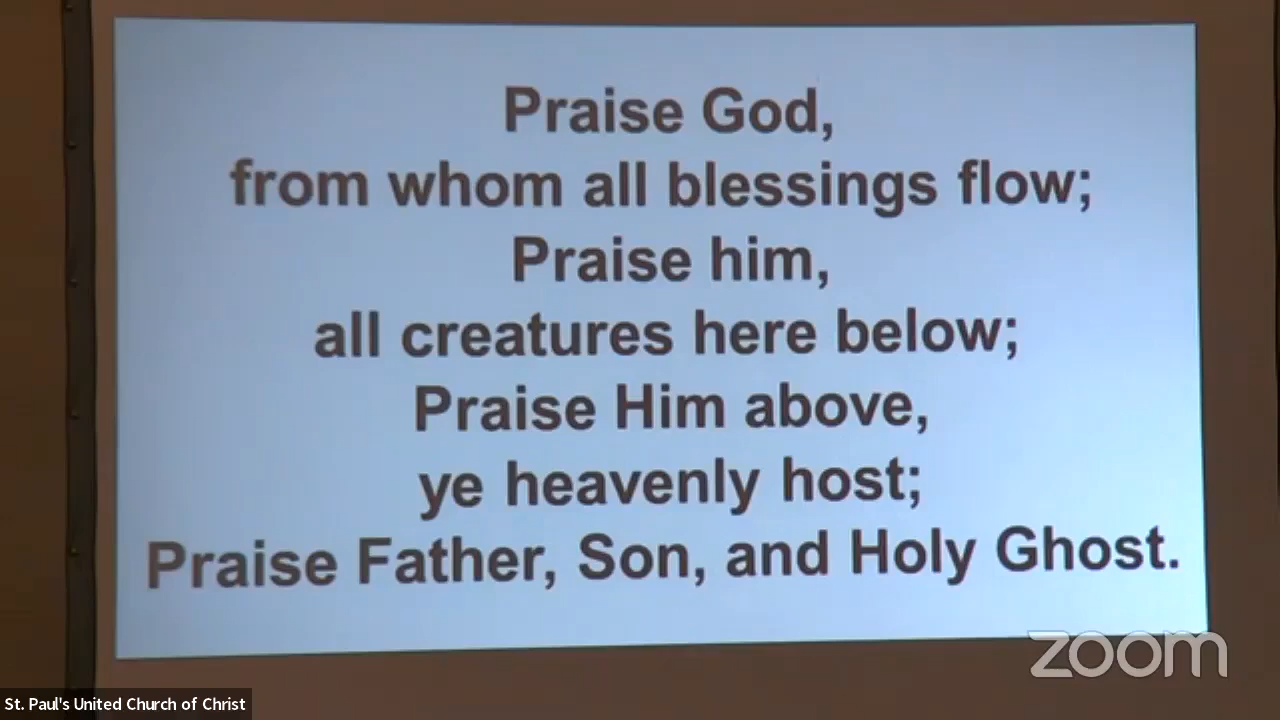 Praise God,
from whom all blessings flow;
Praise him,
all creatures here below;
Praise Him above,
ye heavenly host;
Praise Father, Son, and Holy Ghost.
zoom
St. Paul's United Church of Christ